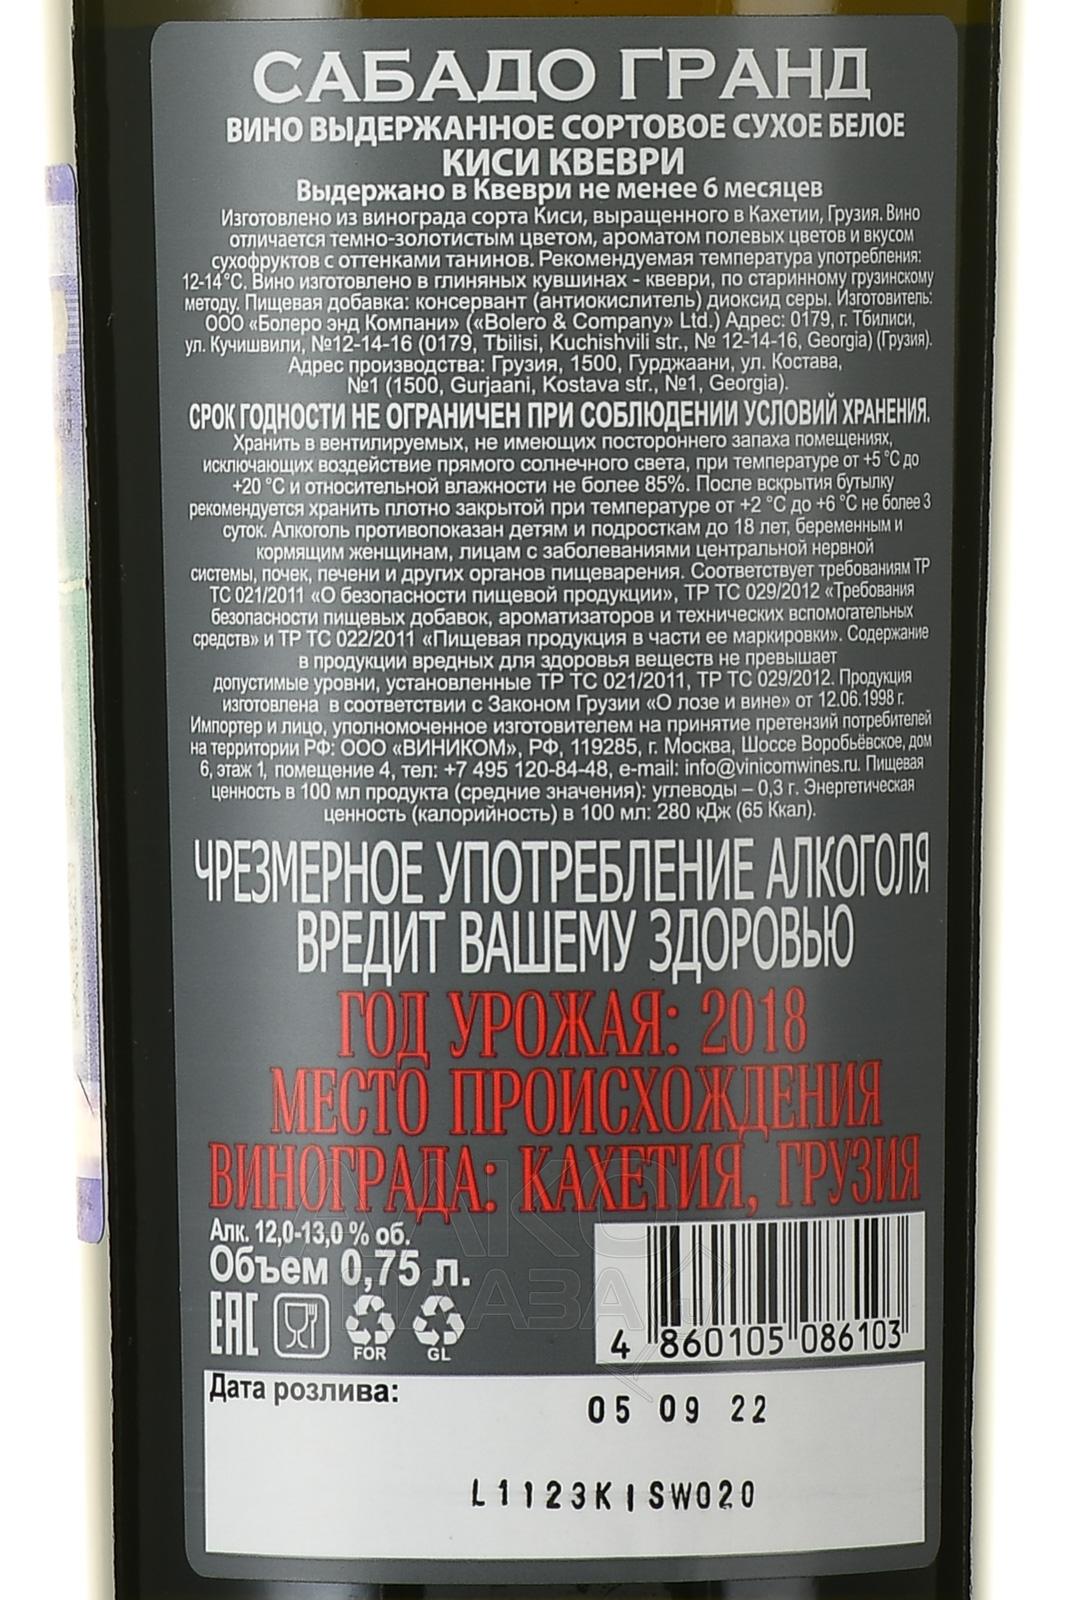 САБАДО ГРАНД
ВИНО ВЫДЕРЖАННОЕ СОРТОВОЕ СУХОЕ БЕЛОЕ
КИСИ КВЕВРИ
Выдержано в Квеври не менее 6 месяцев
Изготовлено из винограда сорта Киси, выращенного в Кахетии, Грузия. Вино
отличается темно-золотистым цветом, ароматом полевых цветов и вкусом
сухофруктов с оттенками танинов. Рекомендуемая температура употребления:
12-14°С. Вино изготовлено в глиняных кувшинах - квеври, по старинному грузинскому
методу. Пищевая добавка: консервант (антиокислитель) диоксид серы. Изготовитель:
ООО «Болеро энд Компани» («Bolero & Company» Ltd.) Адрес: 0179, г. Тбилиси,
ул. Кучишвили, №12-14-16 (0179, Tbilisi, Kuchishvili str., № 12-14-16, Georgia) (Грузия).
Адрес производства: Грузия, 1500, Гурджаани, ул. Костава,
№1 (1500, Gurjaani, Kostava str., №1, Georgia).
СРОК ГОДНОСТИ НЕ ОГРАНИЧЕН ПРИ СОБЛЮДЕНИИ УСЛОВИЙ ХРАНЕНИЯ.
Хранить в вентилируемых, не имеющих постороннего запаха помещениях,
исключающих воздействие прямого солнечного света, при температуре от +5 °С до
+20 °С и относительной влажности не более 85%. После вскрытия бутылку
рекомендуется хранить плотно закрытой при температуре от +2 °С до +6 °С не более 3
суток. Алкоголь противопоказан детям и подросткам до 18 лет, беременным и
кормящим женщинам, лицам с заболеваниями центральной нервной
системы, почек, печени и других органов пищеварения. Соответствует требованиям ТР
ТС 021/2011 «О безопасности пищевой продукции», ТР ТС 029/2012 «Требования
безопасности пищевых добавок, ароматизаторов и технических вспомогательных
средств» и ТР ТС 022/2011 «Пищевая продукция в части ее маркировки». Содержание
в продукции вредных для здоровья веществ не превышает
допустимые уровни, установленные ТР ТС 021/2011, ТР ТС 029/2012. Продукция
изготовлена в соответствии с Законом Грузии «О лозе и вине» от 12.06.1998 г.
Импортер и лицо, уполномоченное изготовителем на принятие претензий потребителей
на территории РФ: ООО «ВИНИКОМ», РФ, 119285, г. Москва, Шоссе Воробьёвское, дом
6, этаж 1, помещение 4, тел: +7 495 120-84-48, e-mail: info@vinicomwines.ru. Пищевая
ценность в 100 мл продукта (средние значения): углеводы – 0,3 г. Энергетическая
ценность (калорийность) в 100 мл: 280 кДж (65 Ккал).
ЧРЕЗМЕРНОЕ УПОТРЕБЛЕНИЕ АЛКОГОЛЯ
ВРЕДИТ ВАШЕМУ ЗДОРОВЬЮ
ГОД УРОЖАЯ: 2018
МЕСТО ПРОИСХОЖДЕНИЯ
ВИНОГРАДА: КАХЕТИЯ, ГРУЗИЯ
Алк. 12,0-13,0 % об.
Объем 0,75 л.
EAC
FOR GL
4 860105 086103
Дата розлива:
05 09 22
L1123KISW020
АЛКО
ПЛАЗА